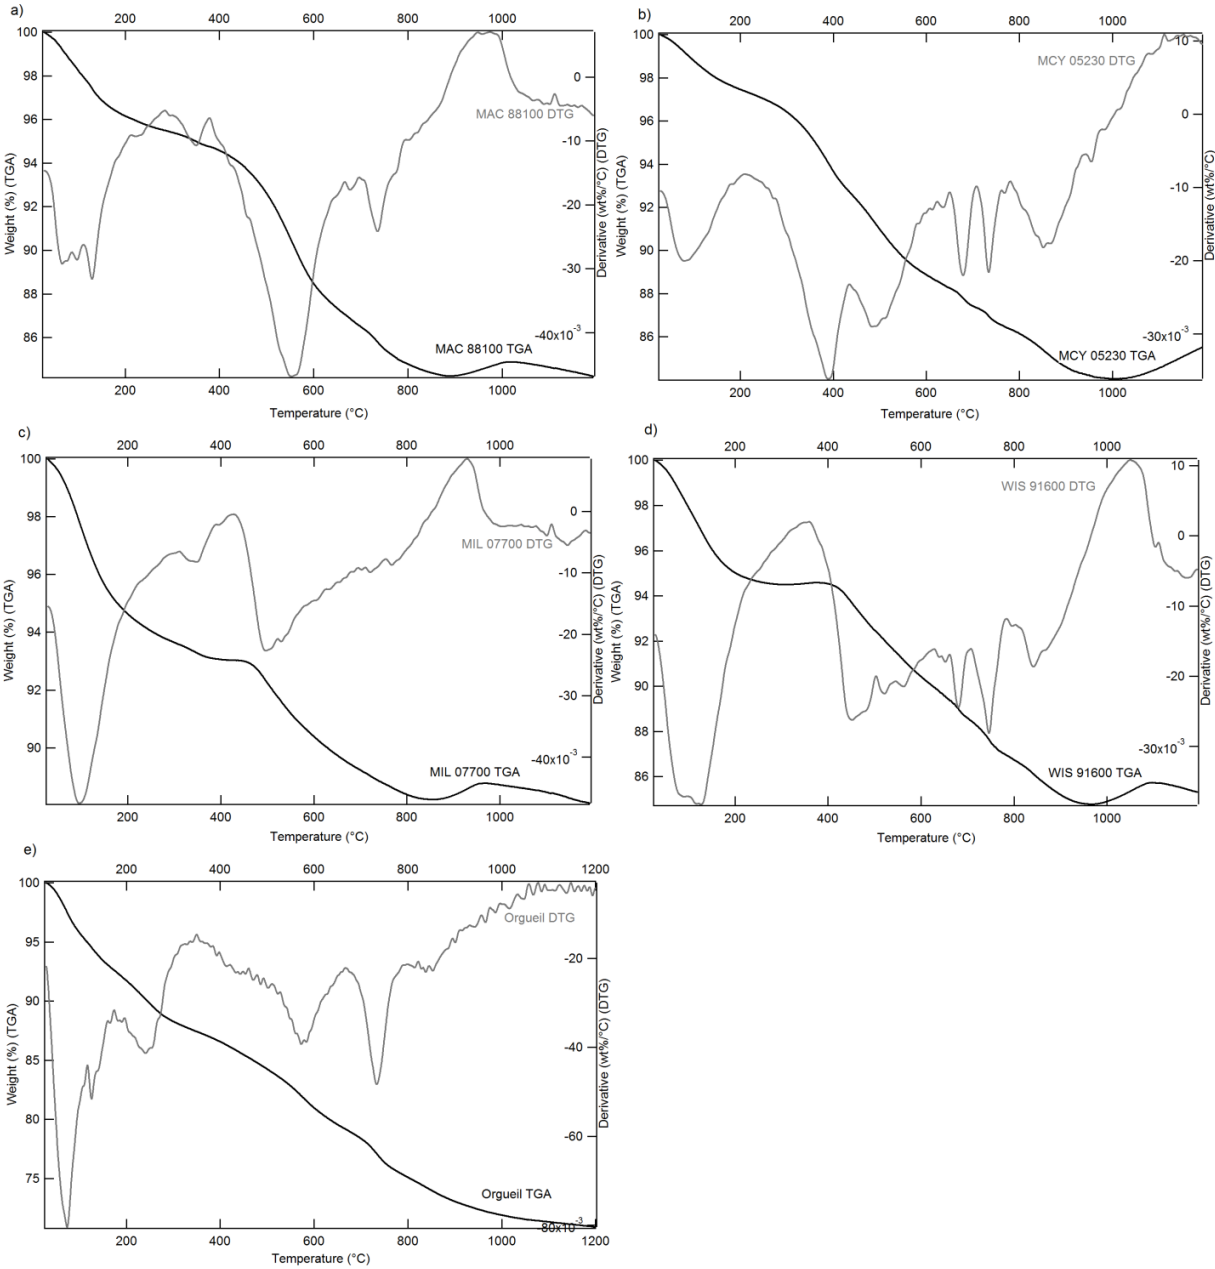 a)
200 400 600 800 1000
100
98
96
94
92
90
88
86
Weight (%) (TGA)
0
-10
-20
-30
-40x10-3
Derivative (wt%/°C) (DTG)
MAC 88100 DTG
MAC 88100 TGA
200 400 600 800 1000
Temperature (°C)
b)
200 400 600 800 1000
100
98
96
94
92
90
88
86
Weight (%) (TGA)
10
0
-10
-20
-30x10-3
Derivative (wt%/°C) (DTG)
MCY 05230 DTG
MCY 05230 TGA
200 400 600 800 1000
Temperature (°C)
c)
200 400 600 800 1000
100
98
96
94
92
90
Weight (%) (TGA)
0
-10
-20
-30
-40x10-3
Derivative (wt%/°C) (DTG)
MIL 07700 DTG
MIL 07700 TGA
200 400 600 800 1000
Temperature (°C)
d)
200 400 600 800 1000
100
98
96
94
92
90
88
86
Weight (%) (TGA)
10
0
-10
-20
-30x10-3
Derivative (wt%/°C) (DTG)
WIS 91600 DTG
WIS 91600 TGA
200 400 600 800 1000
Temperature (°C)
e)
200 400 600 800 1000 1200
100
95
90
85
80
75
Weight (%) (TGA)
-20
-40
-60
-80x10-3
Derivative (wt%/°C) (DTG)
Orgueil DTG
Orgueil TGA
200 400 600 800 1000 1200
Temperature (°C)